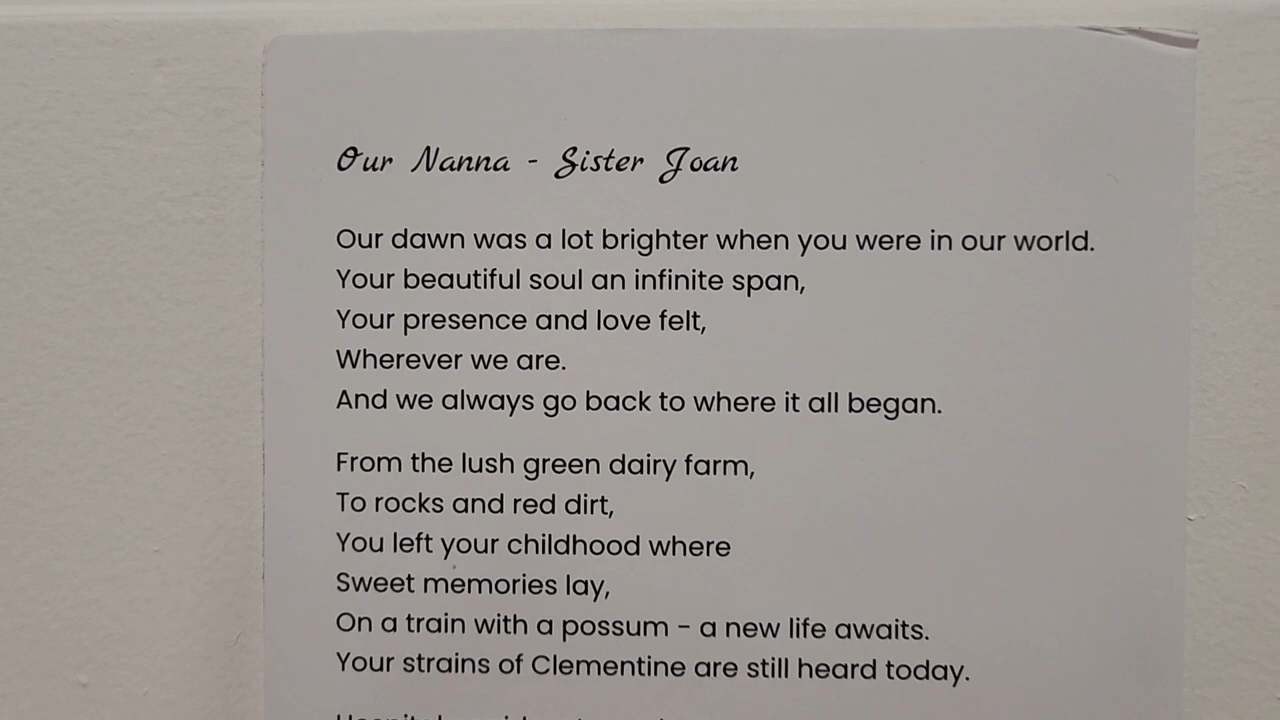 Our Nanna - Sister Joan
Our dawn was a lot brighter when you were in our world.
Your beautiful soul an infinite span,
Your presence and love felt,
Wherever we are.
And we always go back to where it all began.
From the lush green dairy farm,
To rocks and red dirt,
You left your childhood where
Sweet memories lay,
On a train with a possum - a new life awaits.
Your strains of Clementine are still heard today.